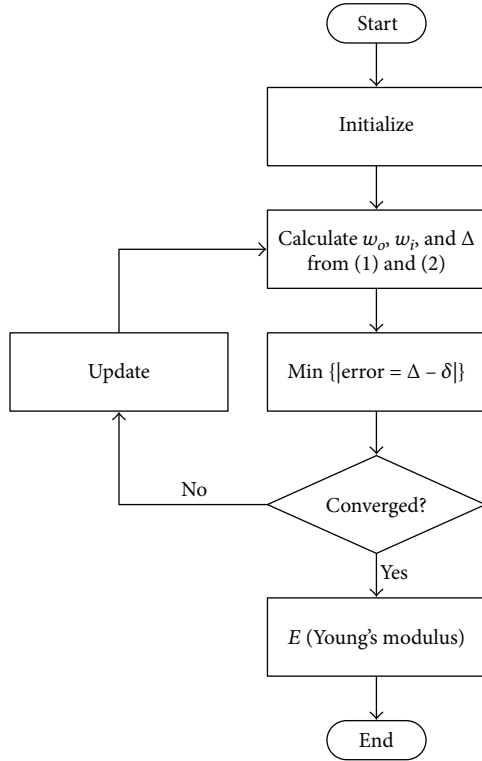 Start
Initialize
Calculate w_o, w_i, and Δ
from (1) and (2)
Update
Min {|error = Δ – δ|}
No
Converged?
Yes
E (Young's modulus)
End